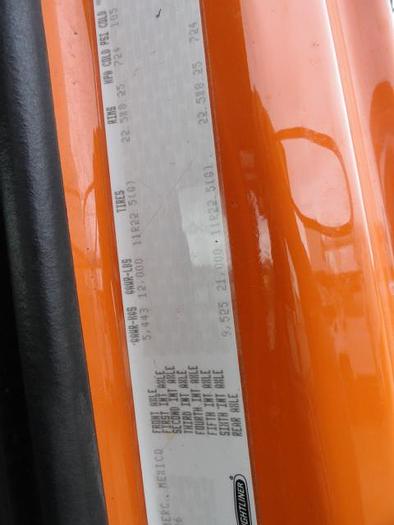 GAWR-KGS GAWR-LBS TIRES RIMS KPA COLD PSI COLD
FRONT AXLE 5,443 12,000 11R22.5(G) 22.5X8.25 724 105
FIRST INT AXLE
SECOND INT AXLE
THIRD INT AXLE
FOURTH INT AXLE
FIFTH INT AXLE
SIXTH INT AXLE
REAR AXLE 9,525 21,000 11R22.5(G) 22.5X8.25 724
MEXICO